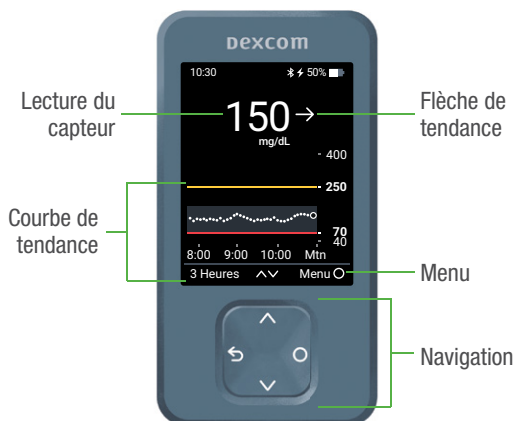 Dexcom
10:30 50%
Lecture du
capteur
150
mg/dL
Flèche de
tendance
400
250
Courbe de
tendance
70
40
8:00 9:00 10:00 Mtn
3 Heures Menu
Menu
Navigation